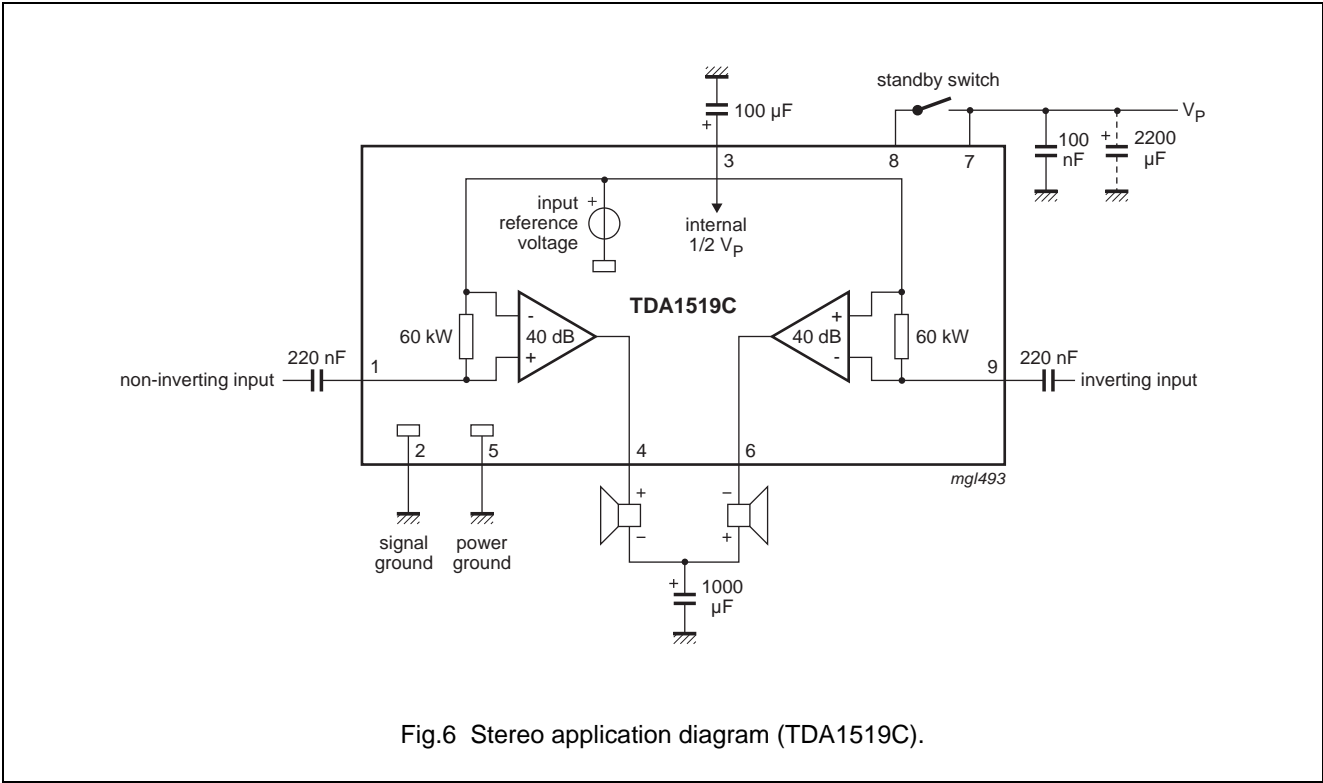 standby switch
100 µF
+
V
P
3
8
7
100
nF
+
2200
µF
input
reference
voltage
+
internal
1/2 V
P
TDA1519C
60 kW
-
+
40 dB
40 dB
+
-
60 kW
220 nF
1
non-inverting input
9
220 nF
inverting input
2
5
4
6
mgl493
+
−
−
+
signal
ground
power
ground
+
1000
µF
Fig.6 Stereo application diagram (TDA1519C).